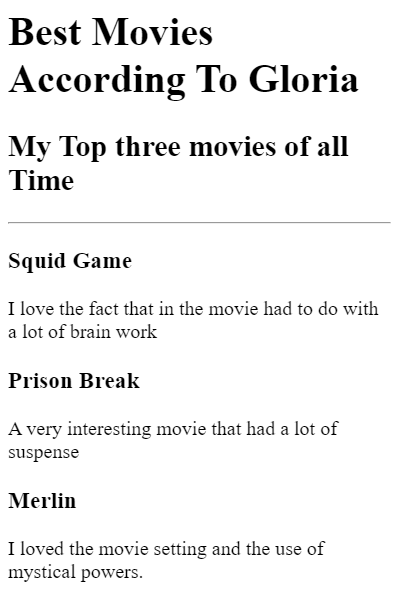 Best Movies
According To Gloria
My Top three movies of all
Time
Squid Game
I love the fact that in the movie had to do with
a lot of brain work
Prison Break
A very interesting movie that had a lot of
suspense
Merlin
I loved the movie setting and the use of
mystical powers.